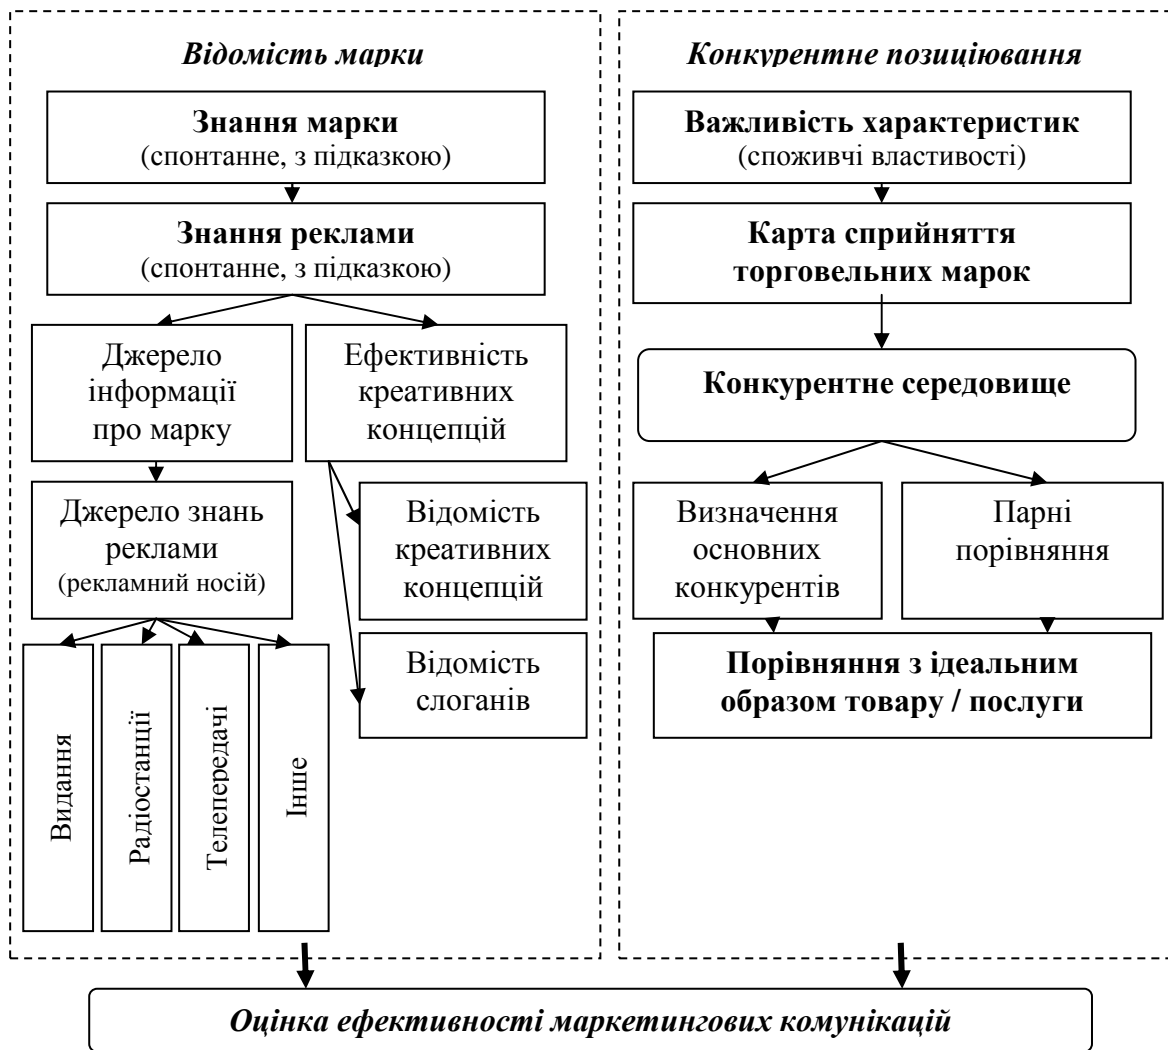 Відомість марки
Знання марки
(спонтанне, з підказкою)
Знання реклами
(спонтанне, з підказкою)
Джерело
інформації
про марку
Ефективність
креативних
концепцій
Джерело знань
реклами
(рекламний носій)
Відомість
креативних
концепцій
Відомість
слоганів
Видання
Радіостанції
Телепередачі
Інше
Конкурентне позиціювання
Важливість характеристик
(споживчі властивості)
Карта сприйняття
торговельних марок
Конкурентне середовище
Визначення
основних
конкурентів
Парні
порівняння
Порівняння з ідеальним
образом товару / послуги
Оцінка ефективності маркетингових комунікацій